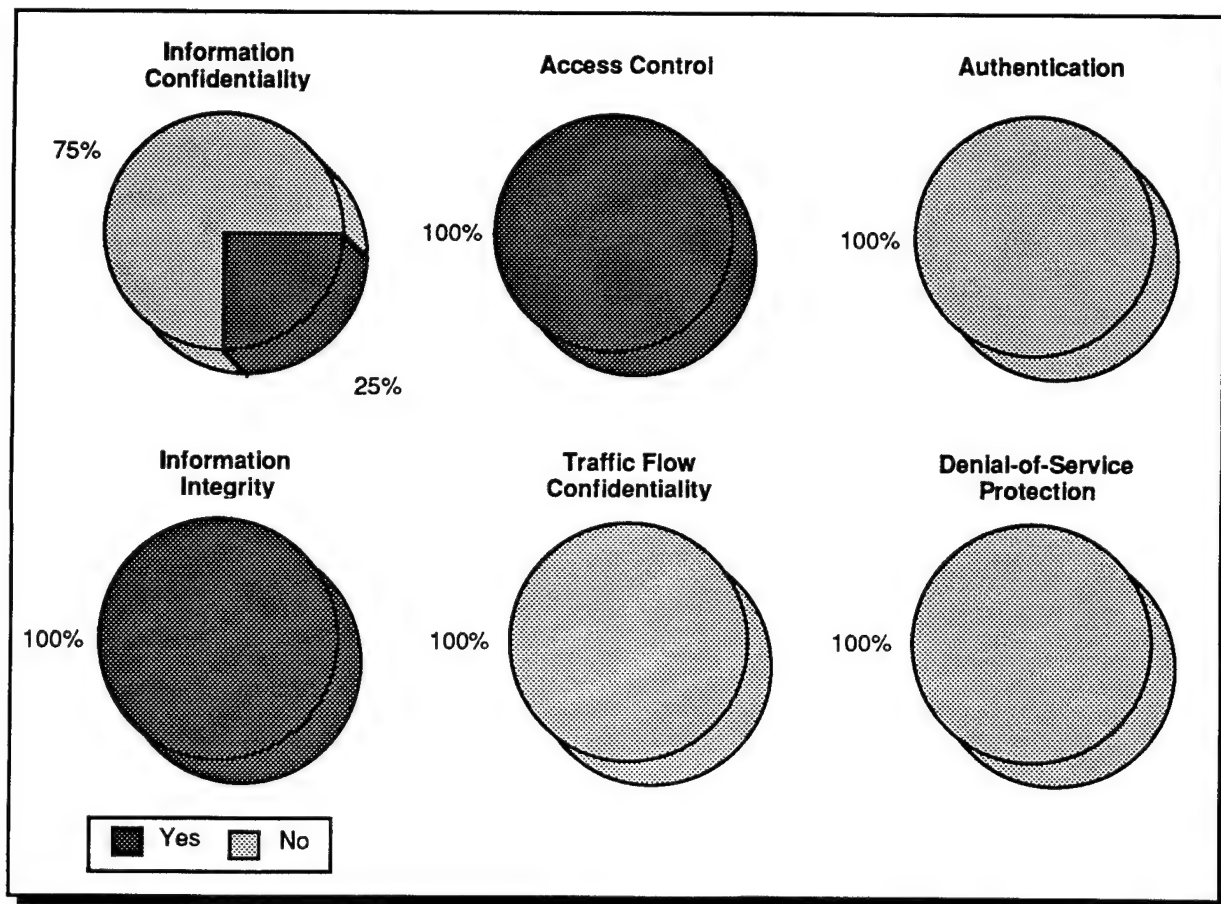 Information
Confidentiality
75%
25%
Access Control
100%
Authentication
100%
Information
Integrity
100%
Traffic Flow
Confidentiality
100%
Denial-of-Service
Protection
100%
Yes No